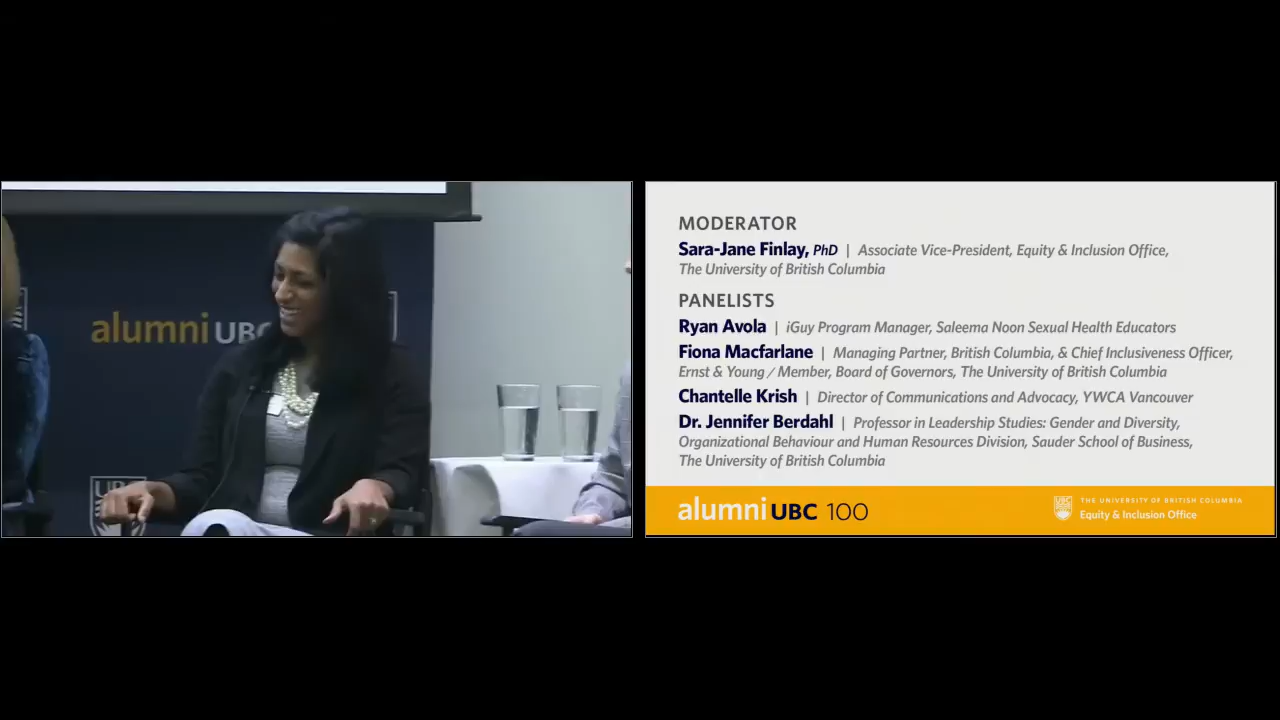 alumni UBC
UBC
MODERATOR
Sara-Jane Finlay, PhD | Associate Vice-President, Equity & Inclusion Office,
The University of British Columbia
PANELISTS
Ryan Avola | iGuy Program Manager, Saleema Noon Sexual Health Educators
Fiona Macfarlane | Managing Partner, British Columbia, & Chief Inclusiveness Officer,
Ernst & Young / Member, Board of Governors, The University of British Columbia
Chantelle Krish | Director of Communications and Advocacy, YWCA Vancouver
Dr. Jennifer Berdahl | Professor in Leadership Studies: Gender and Diversity,
Organizational Behaviour and Human Resources Division, Sauder School of Business,
The University of British Columbia
alumni UBC 100
UBC
THE UNIVERSITY OF BRITISH COLUMBIA
Equity & Inclusion Office